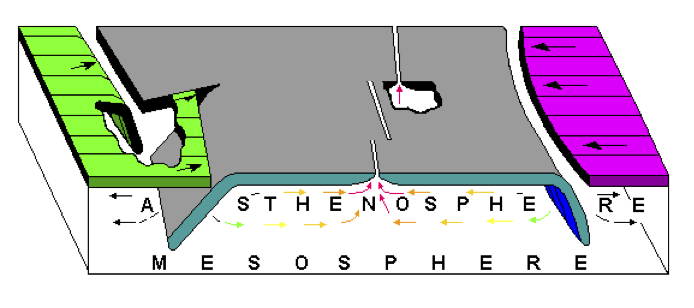 A S T H E N O S P H E R E
M E S O S P H E R E